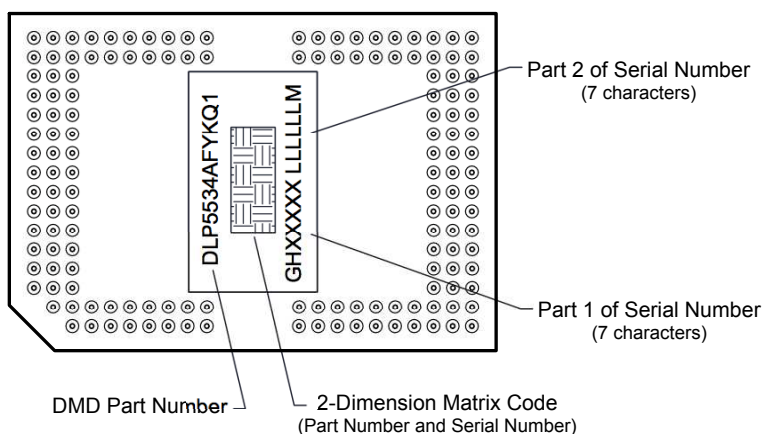 Part 2 of Serial Number
(7 characters)
DLP5534AFYKQ1
GHXXXXX LLLLLLM
Part 1 of Serial Number
(7 characters)
DMD Part Number
2-Dimension Matrix Code
(Part Number and Serial Number)